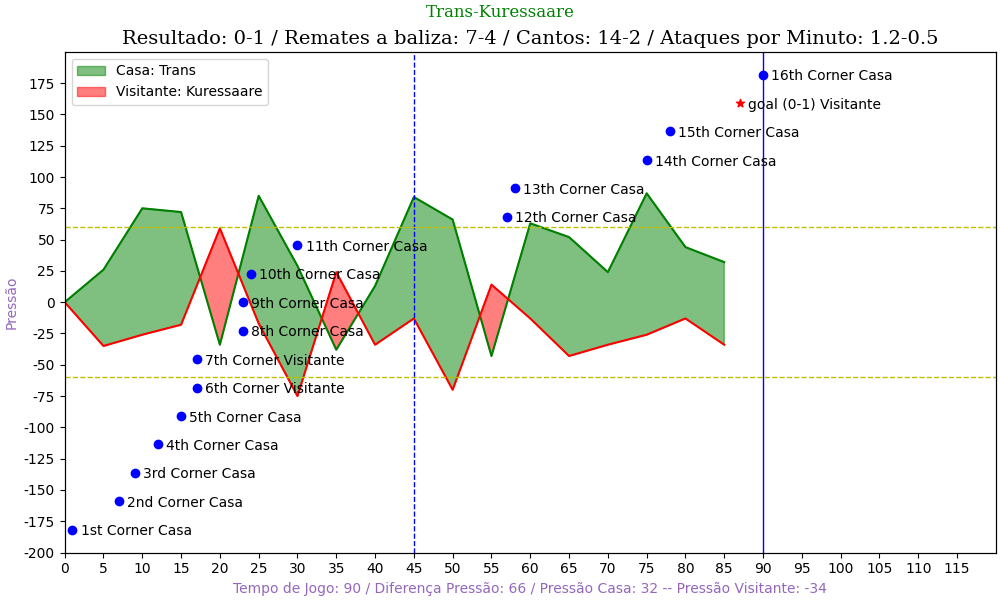 Trans-Kuressaare
Resultado: 0-1 / Remates a baliza: 7-4 / Cantos: 14-2 / Ataques por Minuto: 1.2-0.5
Casa: Trans
Visitante: Kuressaare
16th Corner Casa
goal (0-1) Visitante
15th Corner Casa
14th Corner Casa
13th Corner Casa
12th Corner Casa
11th Corner Casa
10th Corner Casa
9th Corner Casa
8th Corner Casa
7th Corner Visitante
6th Corner Visitante
5th Corner Casa
4th Corner Casa
3rd Corner Casa
2nd Corner Casa
1st Corner Casa
Pressão
175
150
125
100
75
50
25
0
-25
-50
-75
-100
-125
-150
-175
-200
0 5 10 15 20 25 30 35 40 45 50 55 60 65 70 75 80 85 90 95 100 105 110 115
Tempo de Jogo: 90 / Diferença Pressão: 66 / Pressão Casa: 32 -- Pressão Visitante: -34